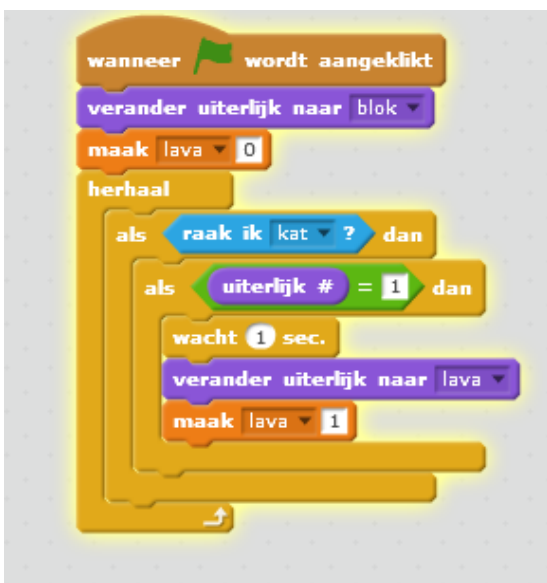 wanneer wordt aangeklikt
verander uiterlijk naar blok
maak lava 0
herhaal
als raak ik kat ? dan
als uiterlijk # = 1 dan
wacht 1 sec.
verander uiterlijk naar lava
maak lava 1